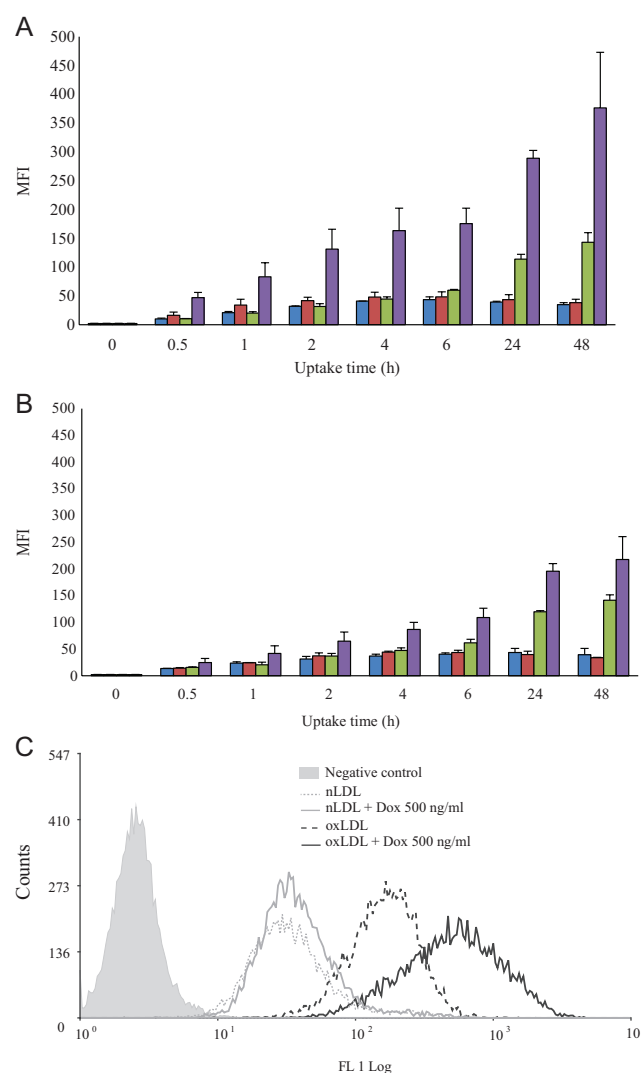 A
500
450
400
350
300
250
200
150
100
50
0
MFI
0 0.5 1 2 4 6 24 48
Uptake time (h)
B
500
450
400
350
300
250
200
150
100
50
0
MFI
0 0.5 1 2 4 6 24 48
Uptake time (h)
C
547
410
273
136
0
Counts
Negative control
nLDL
nLDL + Dox 500 ng/ml
oxLDL
oxLDL + Dox 500 ng/ml
10⁰ 10¹ 10² 10³ 10
FL 1 Log